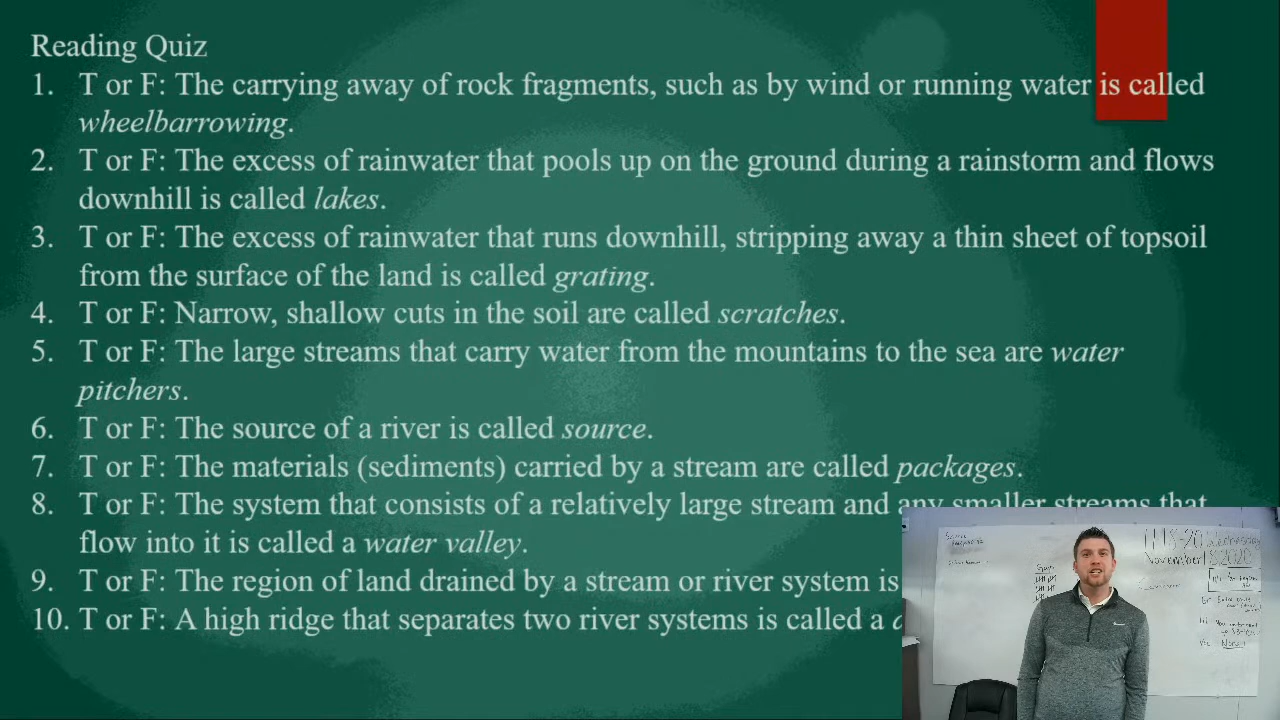 Reading Quiz
1. T or F: The carrying away of rock fragments, such as by wind or running water is called
wheelbarrowing.
2. T or F: The excess of rainwater that pools up on the ground during a rainstorm and flows
downhill is called lakes.
3. T or F: The excess of rainwater that runs downhill, stripping away a thin sheet of topsoil
from the surface of the land is called grating.
4. T or F: Narrow, shallow cuts in the soil are called scratches.
5. T or F: The large streams that carry water from the mountains to the sea are water
pitchers.
6. T or F: The source of a river is called source.
7. T or F: The materials (sediments) carried by a stream are called packages.
8. T or F: The system that consists of a relatively large stream and any smaller streams that
flow into it is called a water valley.
9. T or F: The region of land drained by a stream or river system is
10. T or F: A high ridge that separates two river systems is called a
Wednesday
November